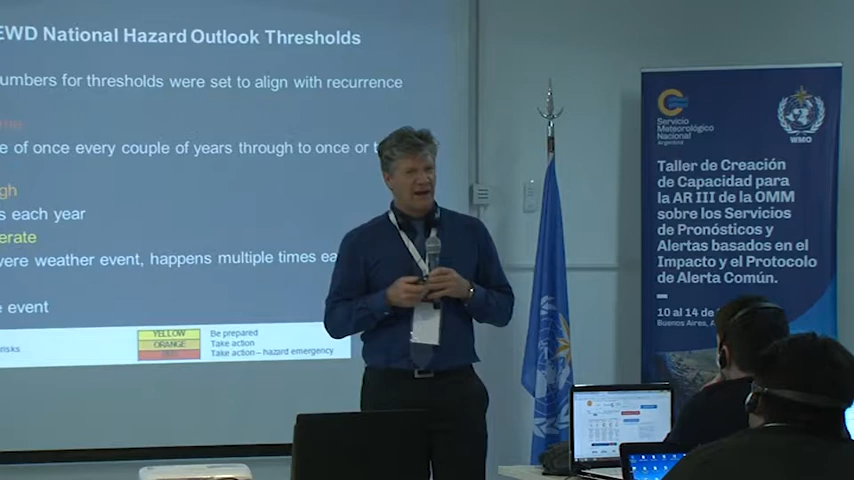 EWD National Hazard Outlook Thresholds
numbers for thresholds were set to align with recurrence
e of once every couple of years through to once or t
gh
s each year
erate
ere weather event, happens multiple times ea
e event
risks
YELLOW
Be prepared
ORANGE
Take action
Take action – hazard emergency
Servicio
Meteorológico
Nacional
Argentina
WMO
Taller de Creación de
Capacidad para
la AR III de la OMM
sobre los Servicios
de Pronósticos y
Alertas basados en el
Impacto y el Protocolo
de Alerta Común.
10 al 14 de
Buenos Aires,